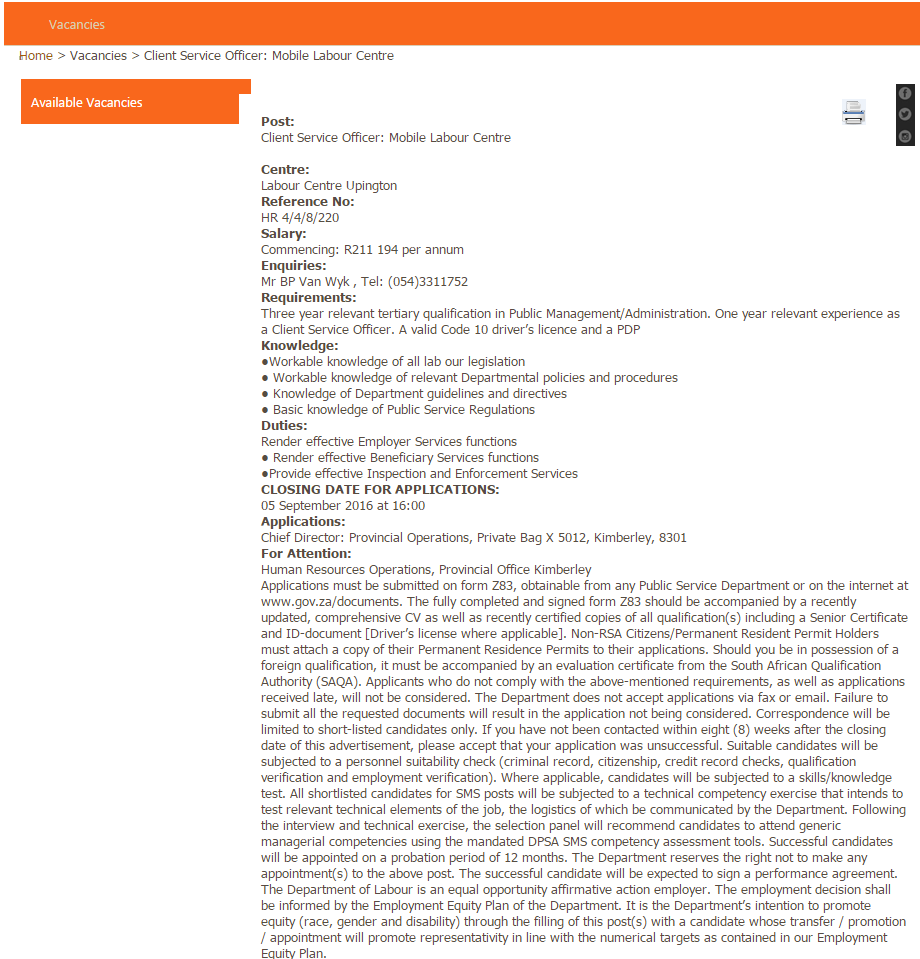 Vacancies
Home > Vacancies > Client Service Officer: Mobile Labour Centre
Available Vacancies
Post:
Client Service Officer: Mobile Labour Centre
Centre:
Labour Centre Upington
Reference No:
HR 4/4/8/220
Salary:
Commencing: R211 194 per annum
Enquiries:
Mr BP Van Wyk , Tel: (054)3311752
Requirements:
Three year relevant tertiary qualification in Public Management/Administration. One year relevant experience as
a Client Service Officer. A valid Code 10 driver's licence and a PDP
Knowledge:
●Workable knowledge of all lab our legislation
● Workable knowledge of relevant Departmental policies and procedures
● Knowledge of Department guidelines and directives
● Basic knowledge of Public Service Regulations
Duties:
Render effective Employer Services functions
● Render effective Beneficiary Services functions
●Provide effective Inspection and Enforcement Services
CLOSING DATE FOR APPLICATIONS:
05 September 2016 at 16:00
Applications:
Chief Director: Provincial Operations, Private Bag X 5012, Kimberley, 8301
For Attention:
Human Resources Operations, Provincial Office Kimberley
Applications must be submitted on form Z83, obtainable from any Public Service Department or on the internet at
www.gov.za/documents. The fully completed and signed form Z83 should be accompanied by a recently
updated, comprehensive CV as well as recently certified copies of all qualification(s) including a Senior Certificate
and ID-document [Driver's license where applicable]. Non-RSA Citizens/Permanent Resident Permit Holders
must attach a copy of their Permanent Residence Permits to their applications. Should you be in possession of a
foreign qualification, it must be accompanied by an evaluation certificate from the South African Qualification
Authority (SAQA). Applicants who do not comply with the above-mentioned requirements, as well as applications
received late, will not be considered. The Department does not accept applications via fax or email. Failure to
submit all the requested documents will result in the application not being considered. Correspondence will be
limited to short-listed candidates only. If you have not been contacted within eight (8) weeks after the closing
date of this advertisement, please accept that your application was unsuccessful. Suitable candidates will be
subjected to a personnel suitability check (criminal record, citizenship, credit record checks, qualification
verification and employment verification). Where applicable, candidates will be subjected to a skills/knowledge
test. All shortlisted candidates for SMS posts will be subjected to a technical competency exercise that intends to
test relevant technical elements of the job, the logistics of which be communicated by the Department. Following
the interview and technical exercise, the selection panel will recommend candidates to attend generic
managerial competencies using the mandated DPSA SMS competency assessment tools. Successful candidates
will be appointed on a probation period of 12 months. The Department reserves the right not to make any
appointment(s) to the above post. The successful candidate will be expected to sign a performance agreement.
The Department of Labour is an equal opportunity affirmative action employer. The employment decision shall
be informed by the Employment Equity Plan of the Department. It is the Department's intention to promote
equity (race, gender and disability) through the filling of this post(s) with a candidate whose transfer / promotion
/ appointment will promote representativity in line with the numerical targets as contained in our Employment
Equity Plan.